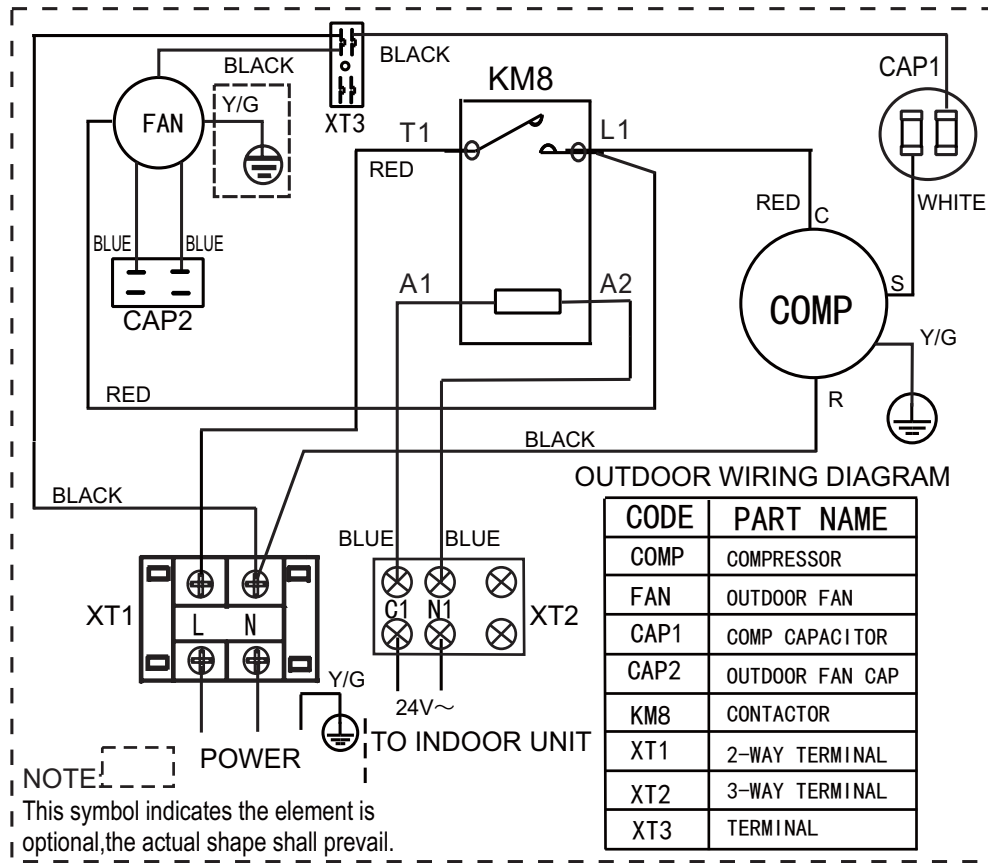 BLACK
BLACK
KM8
CAP1
Y/G
FAN
XT3
T1
L1
RED
WHITE
RED
C
BLUE
BLUE
A1
A2
S
COMP
CAP2
Y/G
RED
R
BLACK
OUTDOOR WIRING DIAGRAM
BLACK
CODE PART NAME
COMP COMPRESSOR
FAN OUTDOOR FAN
CAP1 COMP CAPACITOR
CAP2 OUTDOOR FAN CAP
KM8 CONTACTOR
XT1 2-WAY TERMINAL
XT2 3-WAY TERMINAL
XT3 TERMINAL
BLUE
BLUE
XT1
L N
C1 N1
XT2
Y/G
24V～
POWER
TO INDOOR UNIT
NOTE:
This symbol indicates the element is
optional,the actual shape shall prevail.